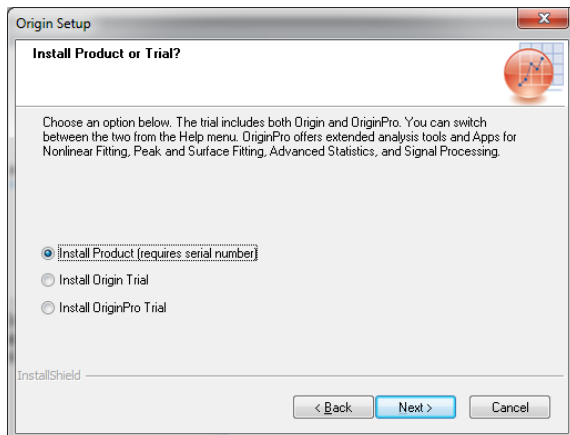 Origin Setup
Install Product or Trial?
Choose an option below. The trial includes both Origin and OriginPro. You can switch
between the two from the Help menu. OriginPro offers extended analysis tools and Apps for
Nonlinear Fitting, Peak and Surface Fitting, Advanced Statistics, and Signal Processing.
Install Product (requires serial number)
Install Origin Trial
Install OriginPro Trial
InstallShield
< Back Next > Cancel